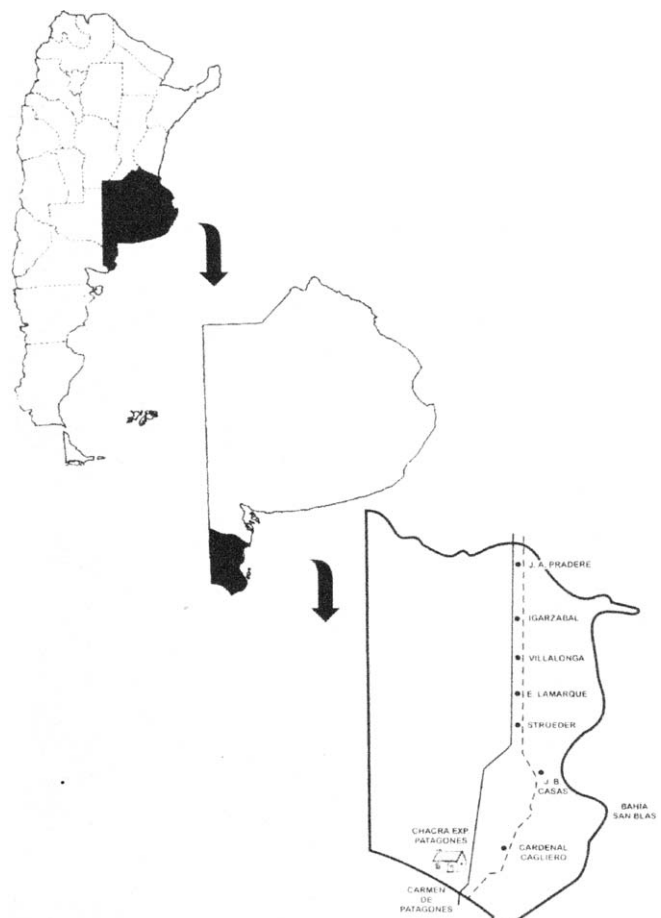 J. A. PRADERE
IGARZABAL
VILLALONGA
E. LAMARQUE
STROEDER
J. B.
CASAS
BAHIA
SAN BLAS
CHACRA EXP.
PATAGONES
CARDENAL
CAGLIERO
CARMEN
DE
PATAGONES